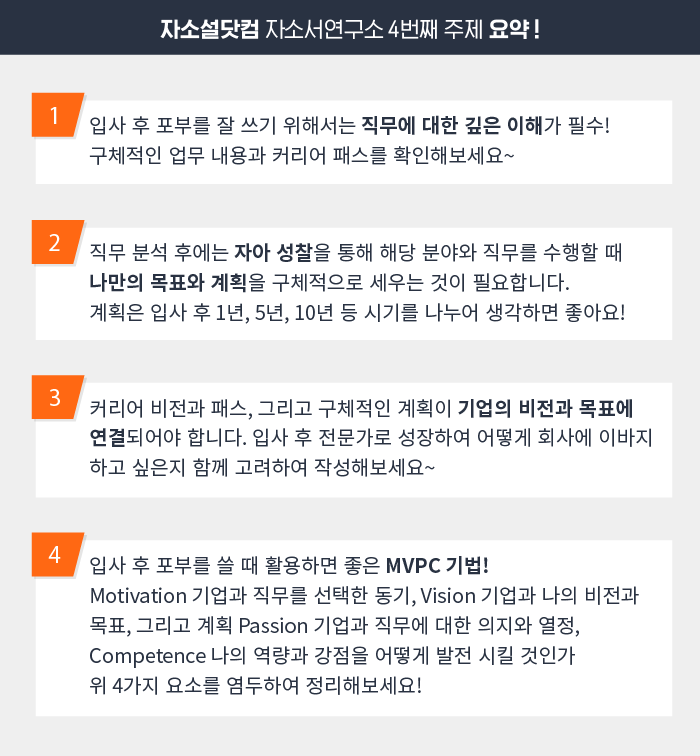 자소설닷컴 자소서연구소 4번째 주제 요약 !
1
입사 후 포부를 잘 쓰기 위해서는 직무에 대한 깊은 이해가 필수!
구체적인 업무 내용과 커리어 패스를 확인해보세요~
2
직무 분석 후에는 자아 성찰을 통해 해당 분야와 직무를 수행할 때
나만의 목표와 계획을 구체적으로 세우는 것이 필요합니다.
계획은 입사 후 1년, 5년, 10년 등 시기를 나누어 생각하면 좋아요!
3
커리어 비전과 패스, 그리고 구체적인 계획이 기업의 비전과 목표에
연결되어야 합니다. 입사 후 전문가로 성장하여 어떻게 회사에 이바지
하고 싶은지 함께 고려하여 작성해보세요~
4
입사 후 포부를 쓸 때 활용하면 좋은 MVPC 기법!
Motivation 기업과 직무를 선택한 동기, Vision 기업과 나의 비전과
목표, 그리고 계획 Passion 기업과 직무에 대한 의지와 열정,
Competence 나의 역량과 강점을 어떻게 발전 시킬 것인가
위 4가지 요소를 염두하여 정리해보세요!